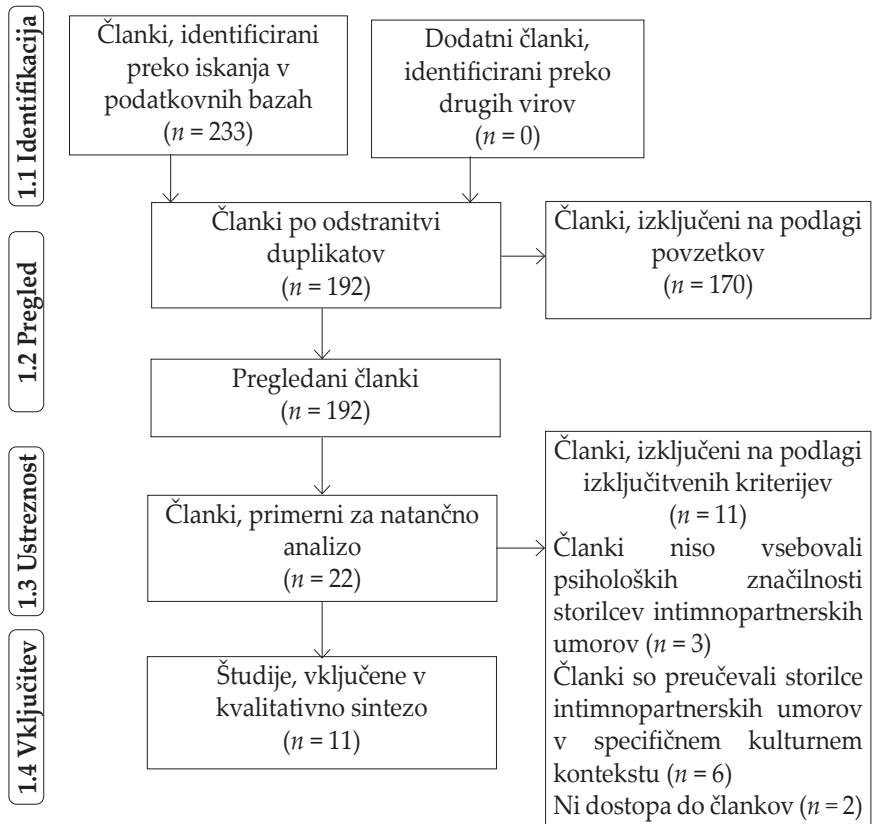 1.1 Identifikacija
Članki, identificirani
preko iskanja v
podatkovnih bazah
(n = 233)
Dodatni članki,
identificirani preko
drugih virov
(n = 0)
1.2 Pregled
Članki po odstranitvi
duplikatov
(n = 192)
Članki, izključeni na podlagi
povzetkov
(n = 170)
Pregledani članki
(n = 192)
1.3 Ustreznost
Članki, primerni za natančno
analizo
(n = 22)
Članki, izključeni na podlagi
izključitvenih kriterijev
(n = 11)
Članki niso vsebovali
psiholoških značilnosti
storilcev intimnopartnerskih
umorov (n = 3)
Članki so preučevali storilce
intimnopartnerskih umorov
v specifičnem kulturnem
kontekstu (n = 6)
Ni dostopa do člankov (n = 2)
1.4 Vključitev
Študije, vključene v
kvalitativno sintezo
(n = 11)